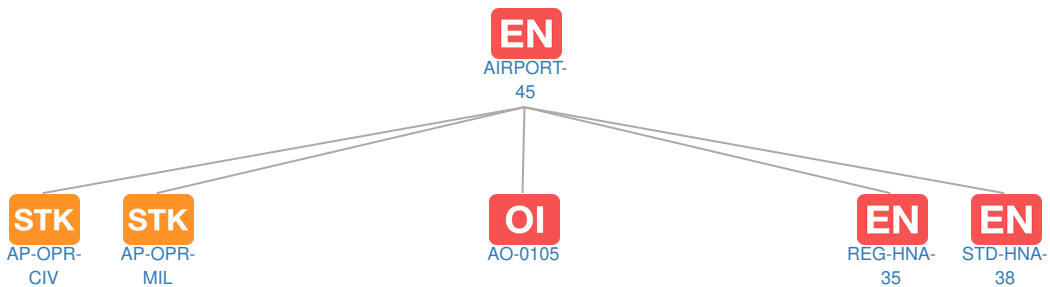 EN
AIRPORT-
45
STK
AP-OPR-
CIV
STK
AP-OPR-
MIL
OI
AO-0105
EN
REG-HNA-
35
EN
STD-HNA-
38